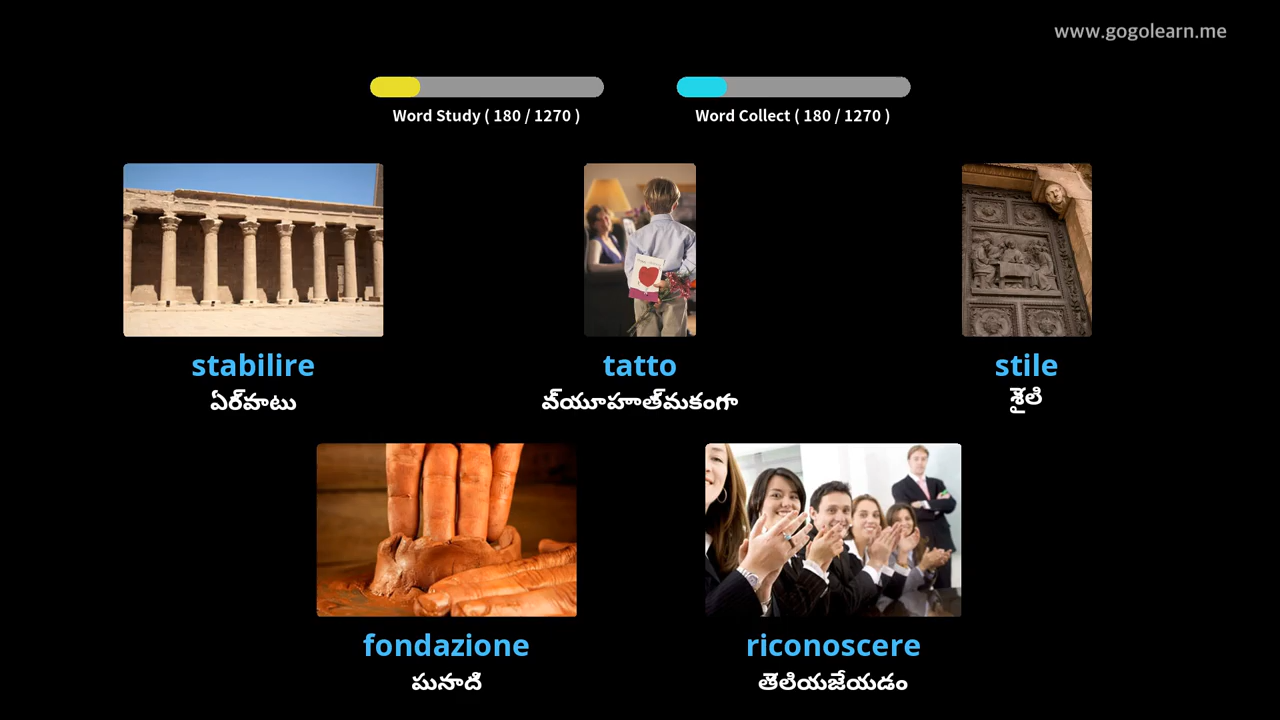 www.gogolearn.me
Word Study ( 180 / 1270 )
Word Collect ( 180 / 1270 )
stabilire
ఏర్‌వాటు
tatto
వ్‌యూహాత్‌మకంగా
stile
శైలి
fondazione
పునాది
riconoscere
తెలియజేయడం